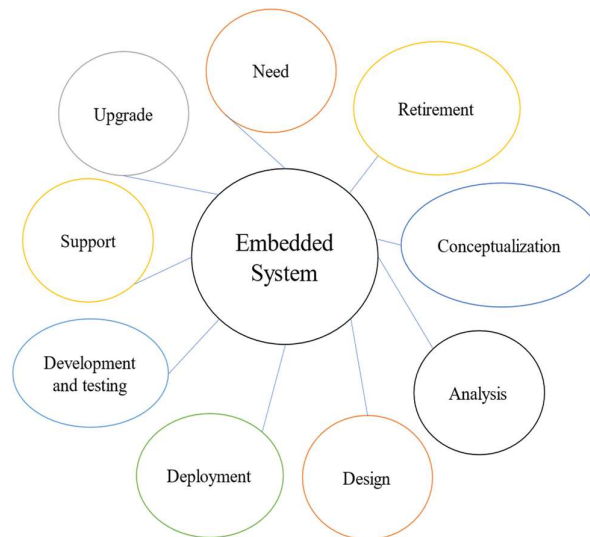 Need
Upgrade
Retirement
Support
Embedded
System
Conceptualization
Development
and testing
Analysis
Deployment
Design